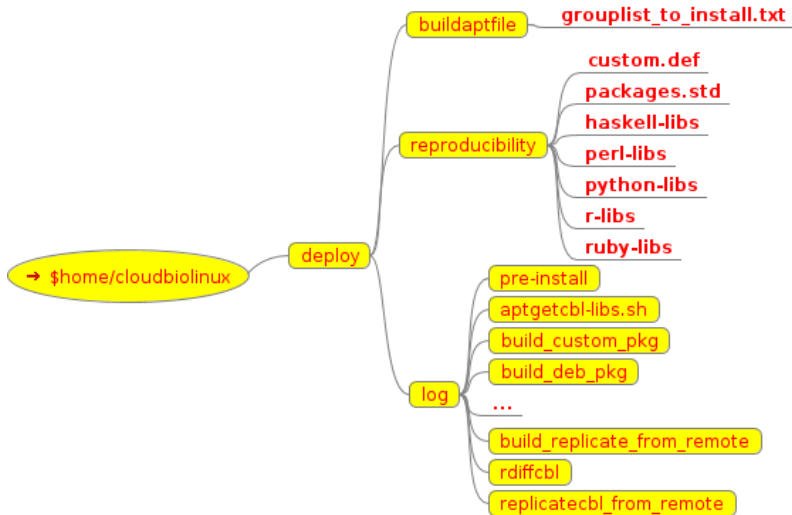 buildaptfile
grouplist_to_install.txt
custom.def
packages.std
haskell-libs
reproducibility
perl-libs
python-libs
r-libs
ruby-libs
➜ $home/cloudbiolinux
deploy
pre-install
aptgetcbl-libs.sh
build_custom_pkg
build_deb_pkg
log
...
build_replicate_from_remote
rdiffcbl
replicatecbl_from_remote